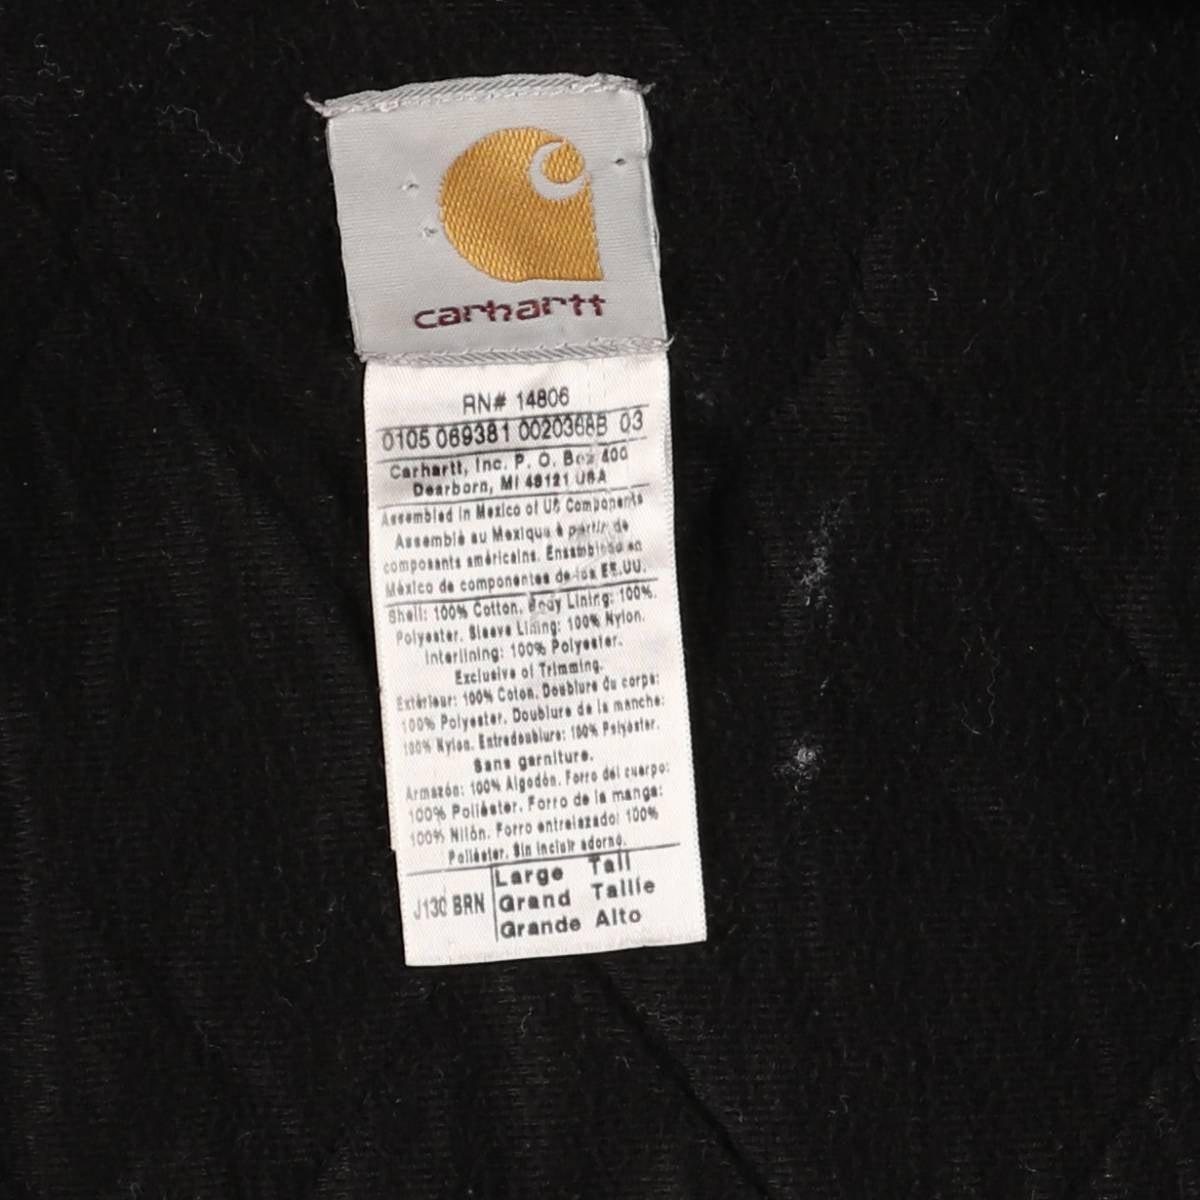 carhartt
RN# 14806
0105 069381 0020368B 03
Carhartt, Inc. P. O. Box 400
Dearborn, MI 48121 USA
Assembled in Mexico of US Components
Assemblé au Mexique à partir de
composants américains. Ensamblado en
México de componentes de los EE.UU.
Shell: 100% Cotton. Body Lining: 100%
Polyester. Sleeve Lining: 100% Nylon.
Interlining: 100% Polyester.
Exclusive of Trimming.
Extérieur: 100% Coton. Doublure du corps:
100% Polyester. Doublure de la manche:
100% Nylon. Entredoublure: 100% Polyéster.
Sans garniture.
Armazón: 100% Algodón. Forro del cuerpo:
100% Poliéster. Forro de la manga:
100% Nilón. Forro entrelazado: 100%
Poliéster. Sin incluir adorno.
J130 BRN
Large Tall
Grand Taille
Grande Alto